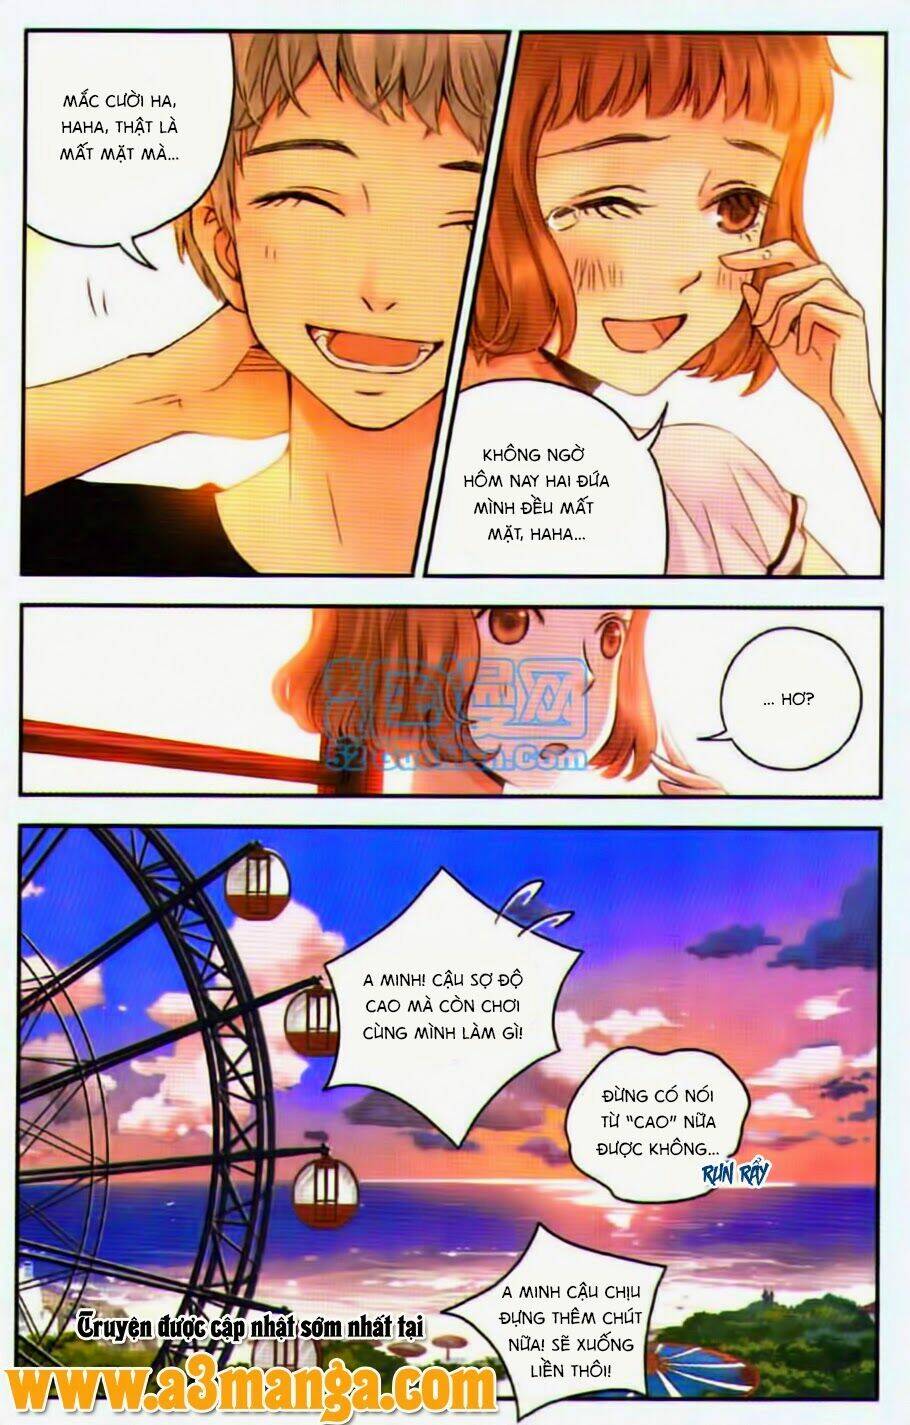 MẮC CƯỜI HA,
HAHA, THẬT LÀ
MẤT MẶT MÀ...
KHÔNG NGỜ
HÔM NAY HAI ĐỨA
MÌNH ĐỀU MẤT
MẶT, HAHA...
... HƠ?
A MINH! CẬU SỢ ĐỘ
CAO MÀ CÒN CHƠI
CÙNG MÌNH LÀM GÌ!
ĐỪNG CÓ NÓI
TỪ "CAO" NỮA
ĐƯỢC KHÔNG...
RUN RẨY
A MINH CẬU CHỊU
ĐỰNG THÊM CHÚT
NỮA! SẼ XUỐNG
LIỀN THÔI!
Truyện được cập nhật sớm nhất tại
www.a3manga.com